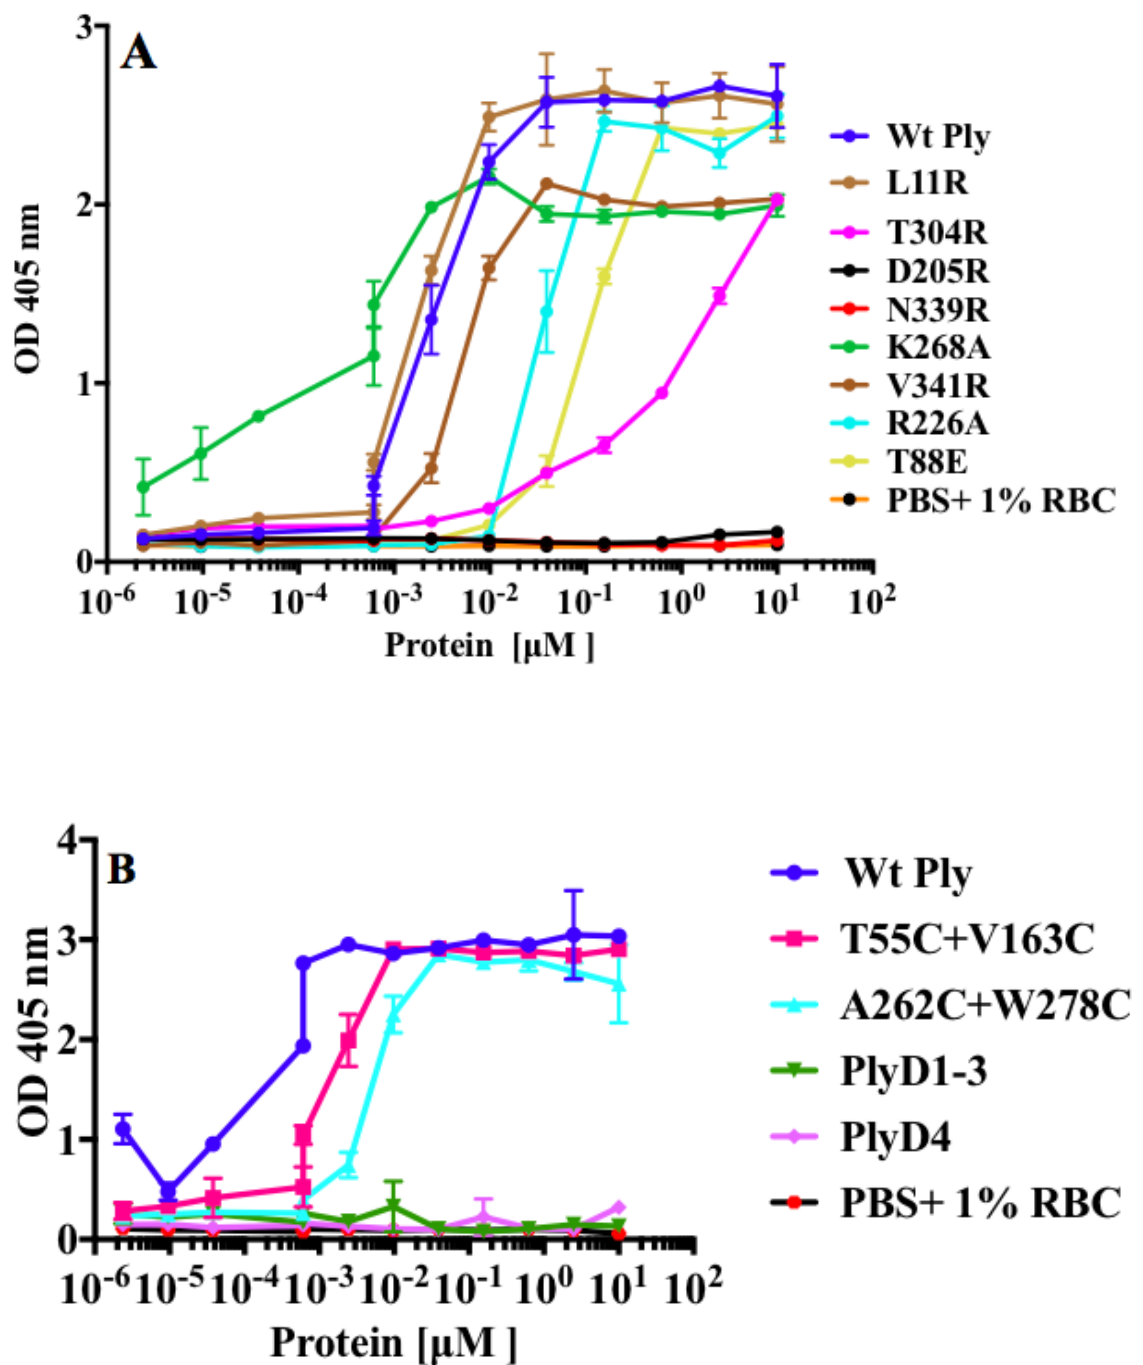 A
3
2
1
0
OD 405 nm
10-6 10-5 10-4 10-3 10-2 10-1 100 101 102
Protein [μM ]
Wt Ply
L11R
T304R
D205R
N339R
K268A
V341R
R226A
T88E
PBS+ 1% RBC
B
4
3
2
1
0
OD 405 nm
10-6 10-5 10-4 10-3 10-2 10-1 100 101 102
Protein [μM ]
Wt Ply
T55C+V163C
A262C+W278C
PlyD1-3
PlyD4
PBS+ 1% RBC